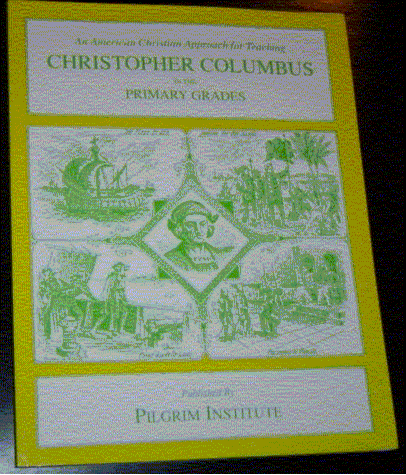 An American Christian Approach for Teaching
CHRISTOPHER COLUMBUS
PRIMARY GRADES
Published By
PILGRIM INSTITUTE